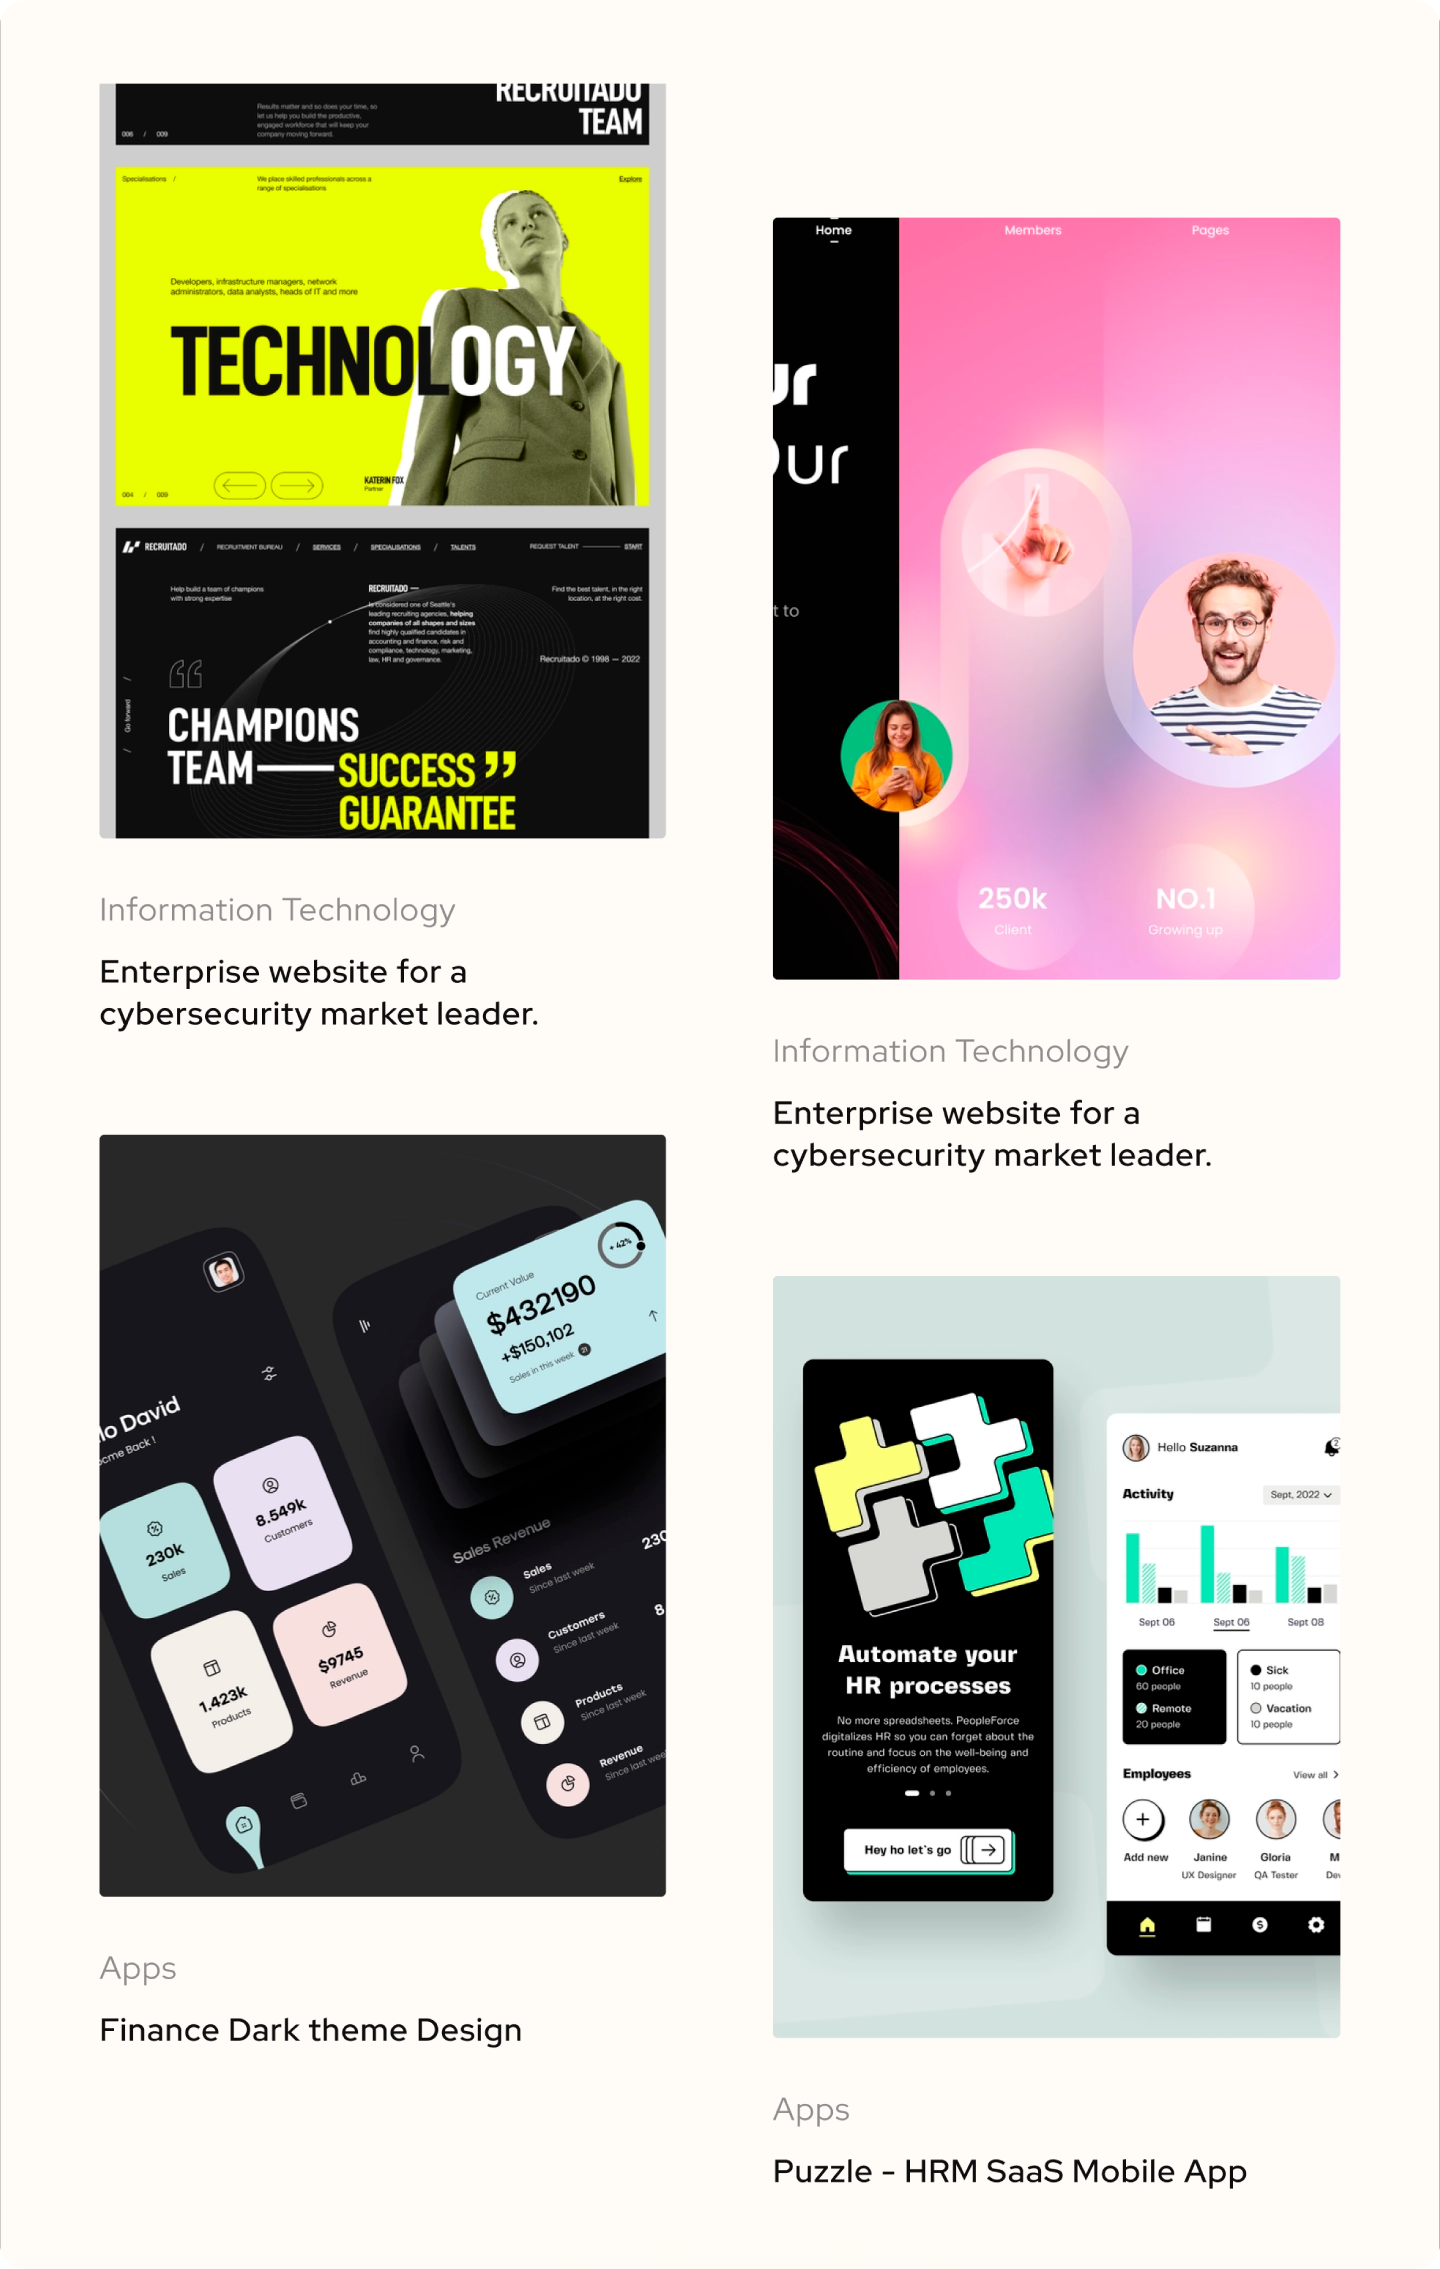 RECRUITADO
TEAM
Results matter and so does your time, so
let us help you build the productive,
engaged workforce that will keep your
company moving forward.
006 / 009
Specialisations /
We place skilled professionals across a
range of specialisations
Explore
Developers, infrastructure managers, network
administrators, data analysts, heads of IT and more
TECHNOLOGY
KATERIN FOX
Partner
004 / 009
RECRUITADO / RECRUITMENT BUREAU / SERVICES / SPECIALISATIONS / TALENTS REQUEST TALENT START
Help build a team of champions
with strong expertise
RECRUITADO —
is considered one of Seattle's
leading recruiting agencies, helping
companies of all shapes and sizes
find highly qualified candidates in
accounting and finance, risk and
compliance, technology, marketing,
law, HR and governance.
Find the best talent, in the right
location, at the right cost.
Recruitado © 1998 — 2022
/ Go forward /
“ CHAMPIONS
TEAM — SUCCESS ”
GUARANTEE
Information Technology
Enterprise website for a
cybersecurity market leader.
Home
Members
Pages
ur
Our
t to
250k
Client
NO.1
Growing up
Information Technology
Enterprise website for a
cybersecurity market leader.
lo David
ocme Back !
230k
Sales
8.549k
Customers
1.423k
Products
$9745
Revenue
Current Value
$432190
+$150,102
Sales in this week 21
+ 42%
Sales Revenue
Sales
Since last week
230
Customers
Since last week
8
Products
Since last week
Revenue
Since last wee
Apps
Finance Dark theme Design
Automate your
HR processes
No more spreadsheets. PeopleForce
digitalizes HR so you can forget about the
routine and focus on the well-being and
efficiency of employees.
Hey ho let`s go
Hello Suzanna
2
Activity
Sept, 2022
Sept 06
Sept 06
Sept 08
Office
60 people
Remote
20 people
Sick
10 people
Vacation
10 people
Employees
View all
Add new
Janine
UX Designer
Gloria
QA Tester
M
Dev
Apps
Puzzle - HRM SaaS Mobile App